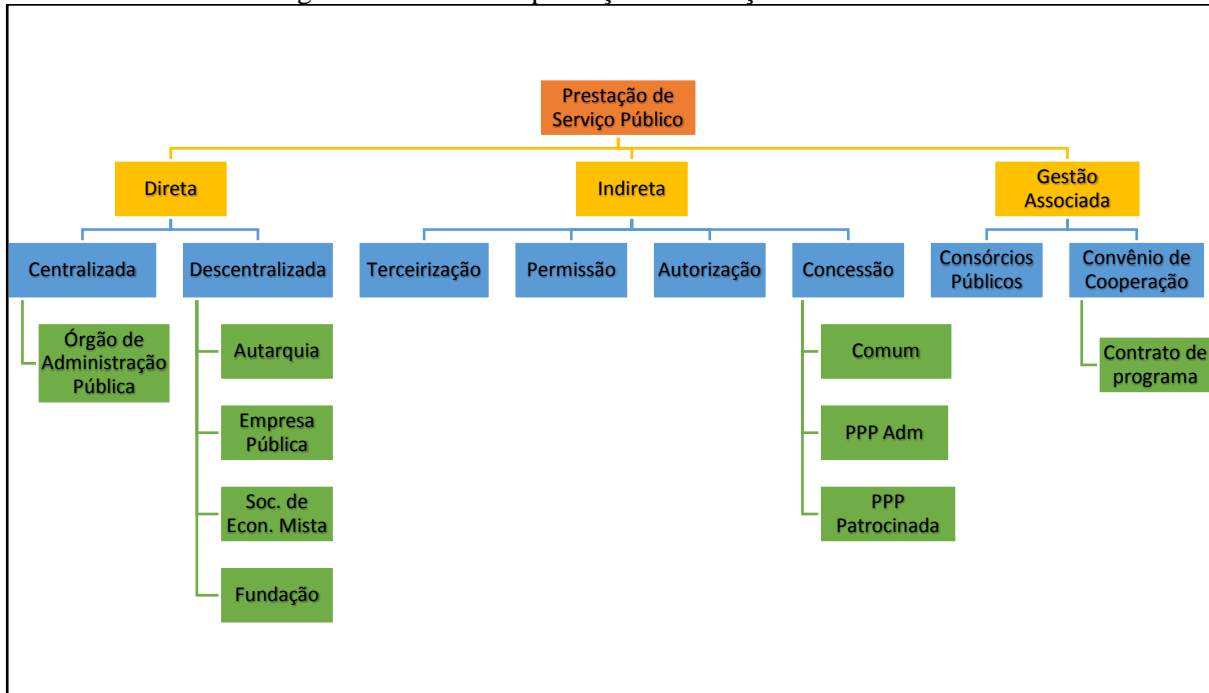 Prestação de
Serviço Público
Direta
Indireta
Gestão
Associada
Centralizada
Descentralizada
Terceirização
Permissão
Autorização
Concessão
Consórcios
Públicos
Convênio de
Cooperação
Órgão de
Administração
Pública
Autarquia
Empresa
Pública
Soc. de
Econ. Mista
Fundação
Comum
PPP Adm
PPP
Patrocinada
Contrato de
programa